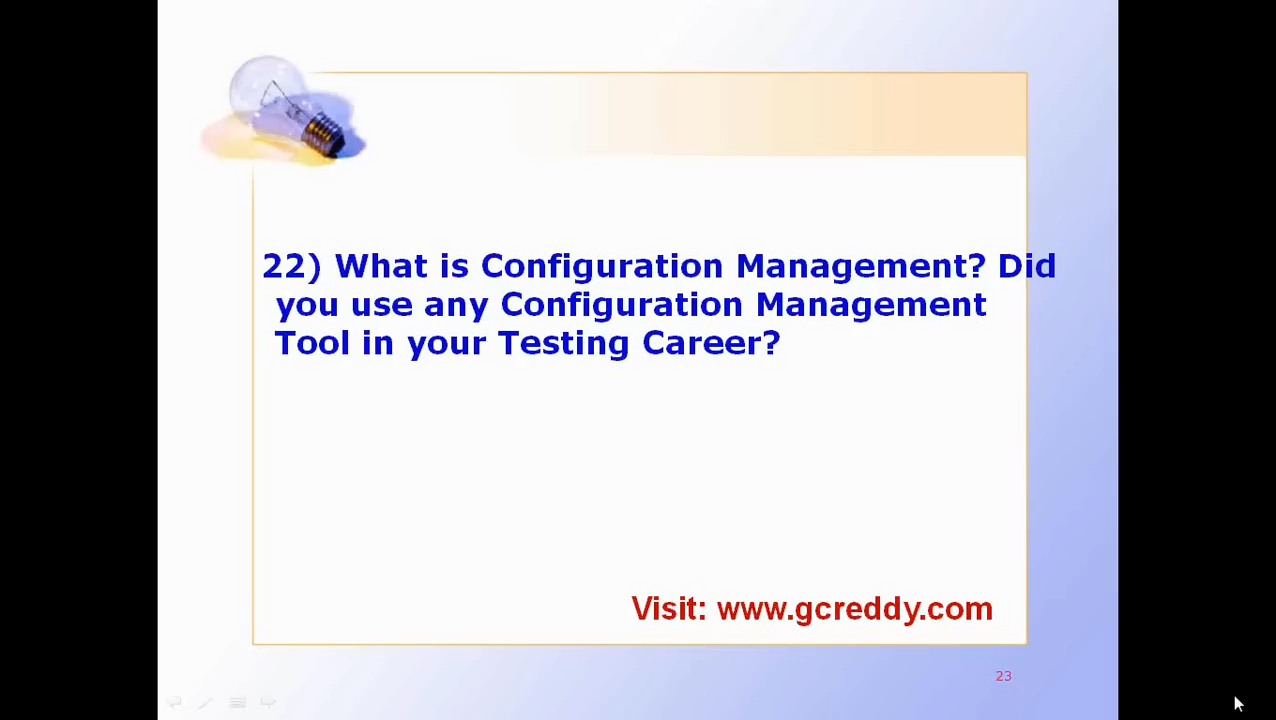 22) What is Configuration Management? Did
you use any Configuration Management
Tool in your Testing Career?
Visit: www.gcreddy.com
23